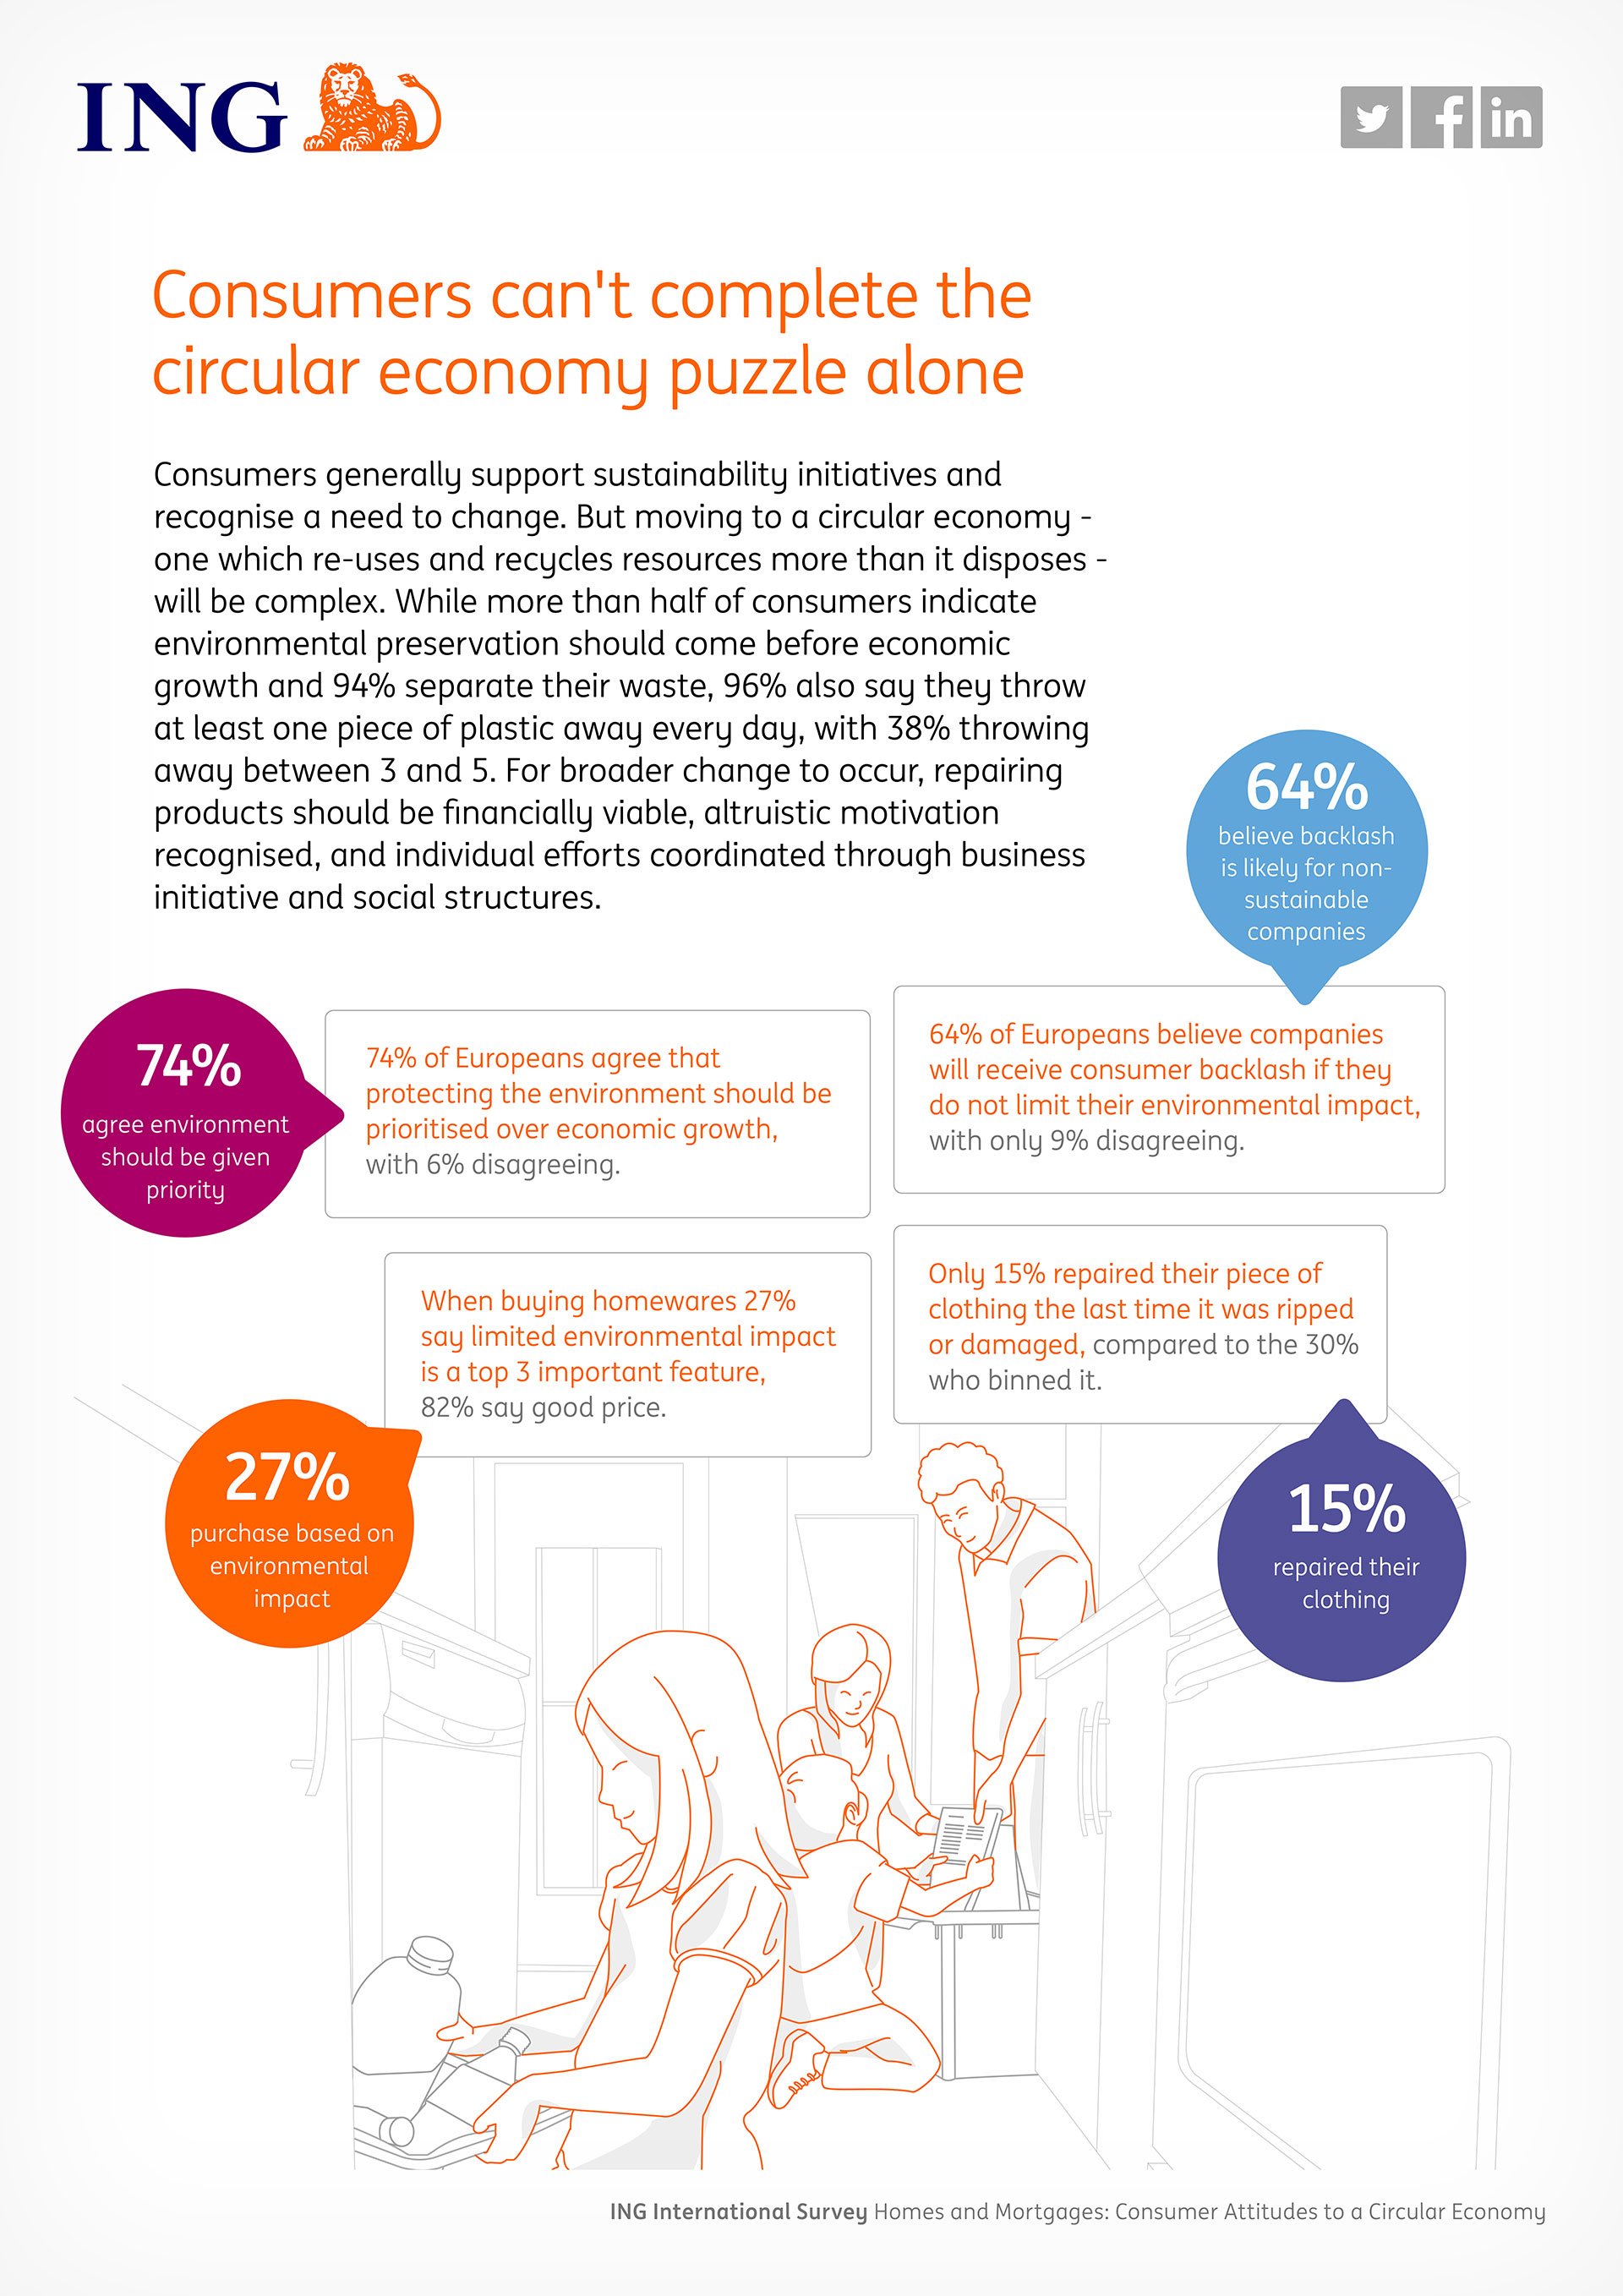 ING
Consumers can't complete the
circular economy puzzle alone
Consumers generally support sustainability initiatives and
recognise a need to change. But moving to a circular economy -
one which re-uses and recycles resources more than it disposes -
will be complex. While more than half of consumers indicate
environmental preservation should come before economic
growth and 94% separate their waste, 96% also say they throw
at least one piece of plastic away every day, with 38% throwing
away between 3 and 5. For broader change to occur, repairing
products should be financially viable, altruistic motivation
recognised, and individual efforts coordinated through business
initiative and social structures.
64%
believe backlash
is likely for non-
sustainable
companies
74%
agree environment
should be given
priority
74% of Europeans agree that
protecting the environment should be
prioritised over economic growth,
with 6% disagreeing.
64% of Europeans believe companies
will receive consumer backlash if they
do not limit their environmental impact,
with only 9% disagreeing.
When buying homewares 27%
say limited environmental impact
is a top 3 important feature,
82% say good price.
Only 15% repaired their piece of
clothing the last time it was ripped
or damaged, compared to the 30%
who binned it.
27%
purchase based on
environmental
impact
15%
repaired their
clothing
ING International Survey Homes and Mortgages: Consumer Attitudes to a Circular Economy